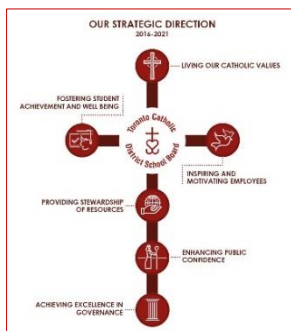 OUR STRATEGIC DIRECTION
2016-2021
LIVING OUR CATHOLIC VALUES
FOSTERING STUDENT
ACHIEVEMENT AND WELL BEING
Toronto Catholic
District School Board
INSPIRING AND
MOTIVATING EMPLOYEES
PROVIDING STEWARDSHIP
OF RESOURCES
ENHANCING PUBLIC
CONFIDENCE
ACHIEVING EXCELLENCE IN
GOVERNANCE